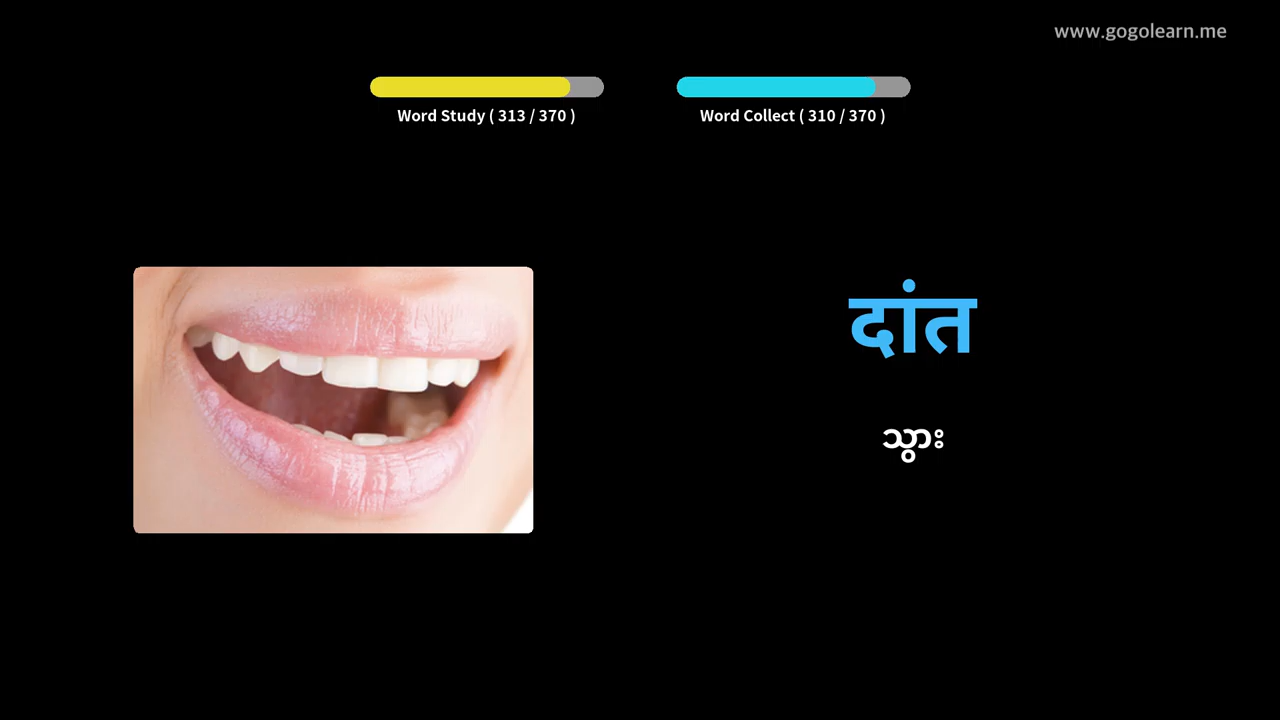 www.gogolearn.me
Word Study ( 313 / 370 )
Word Collect ( 310 / 370 )
दांत
သွား